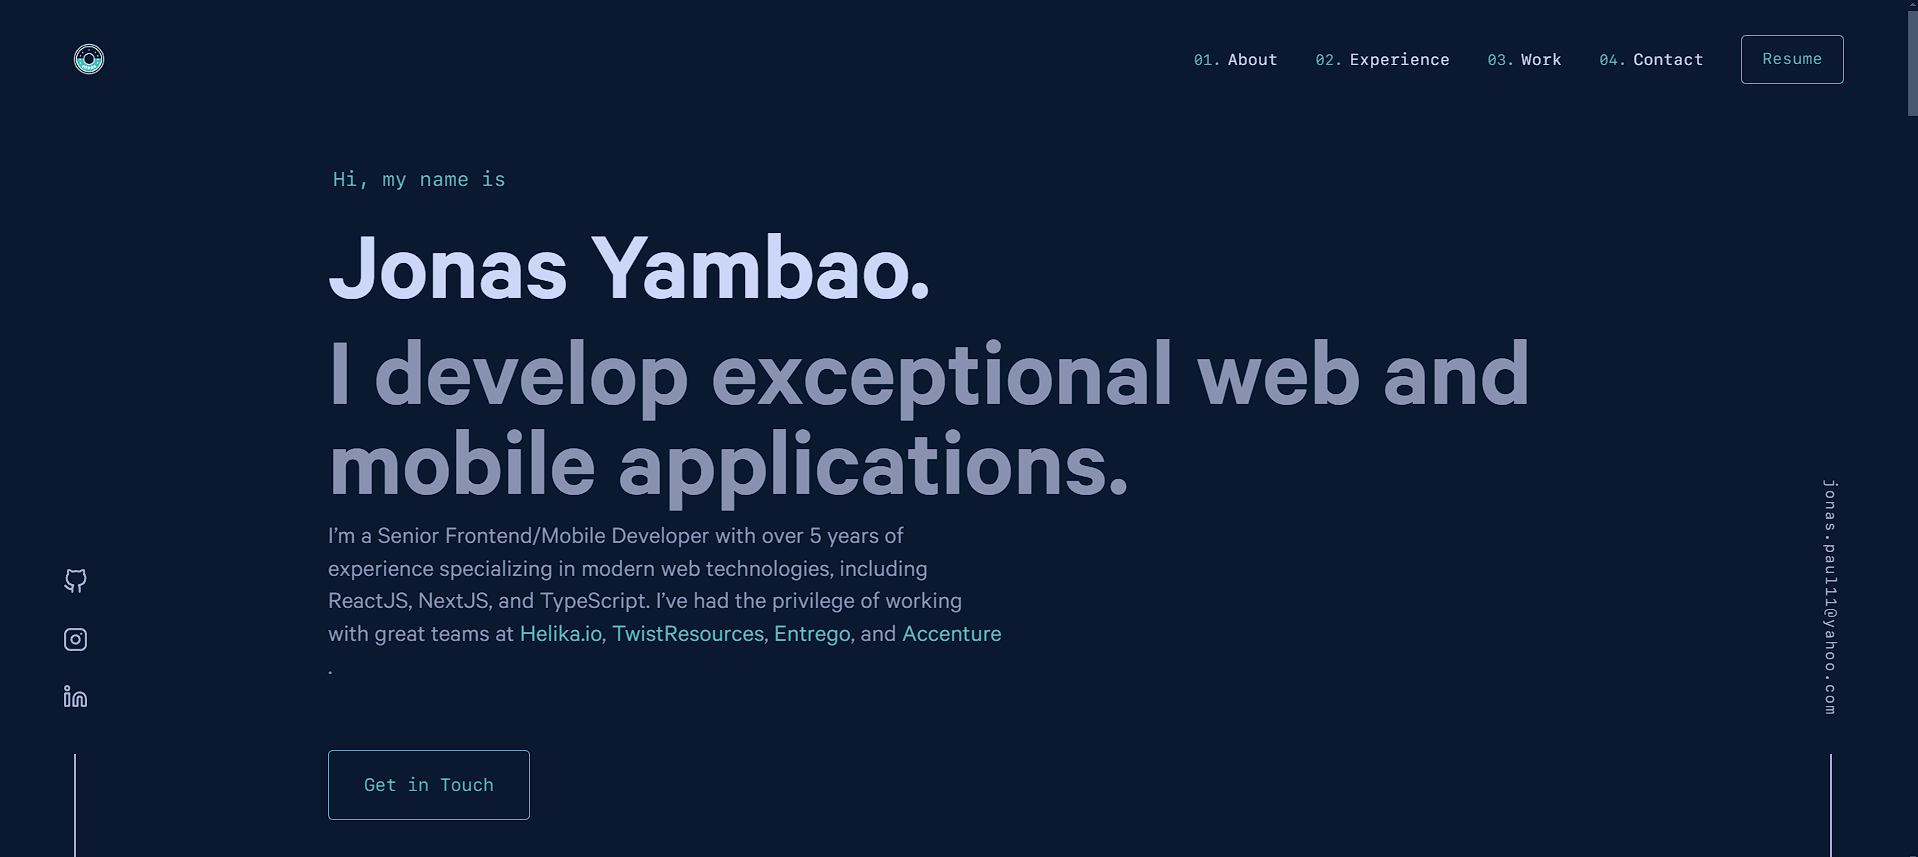 01. About
02. Experience
03. Work
04. Contact
Resume
Hi, my name is
Jonas Yambao.
I develop exceptional web and
mobile applications.
I’m a Senior Frontend/Mobile Developer with over 5 years of
experience specializing in modern web technologies, including
ReactJS, NextJS, and TypeScript. I’ve had the privilege of working
with great teams at Helika.io, TwistResources, Entrego, and Accenture
.
Get in Touch
jonas.paul11@yahoo.com